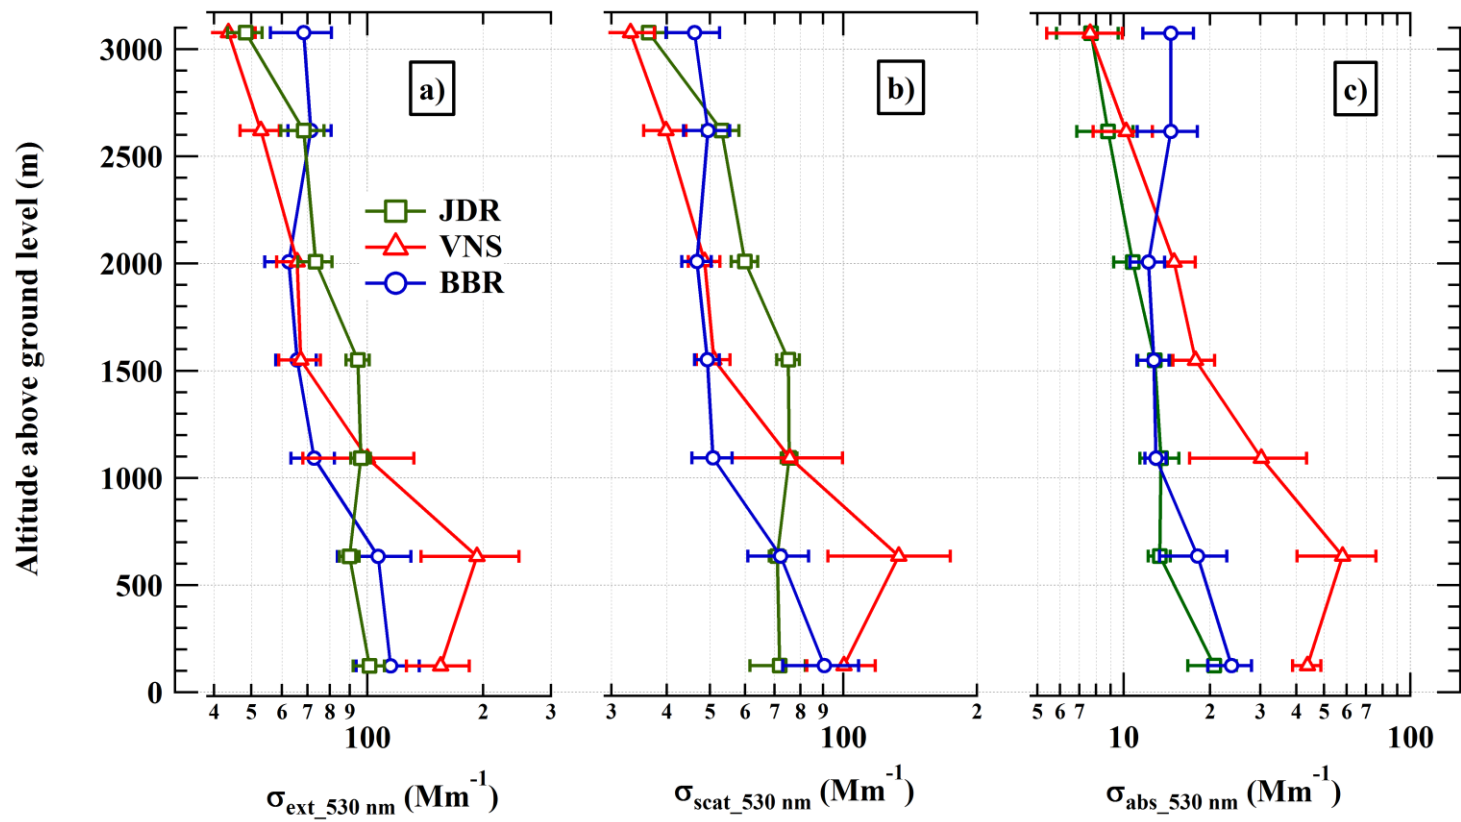 Altitude above ground level (m)
3000
2500
2000
1500
1000
500
0
a)
b)
c)
JDR
VNS
BBR
4 5 6 7 8 9 2 3
100
3 4 5 6 7 8 9 2
100
5 6 7 2 3 4 5 6 7
10 100
σext_530 nm (Mm-1)
σscat_530 nm (Mm-1)
σabs_530 nm (Mm-1)